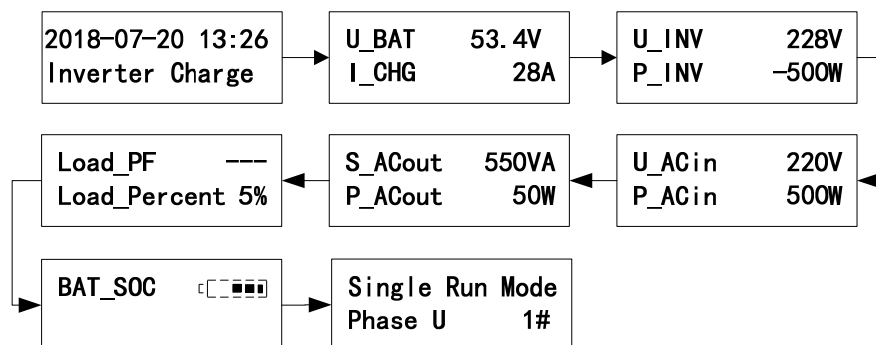 2018-07-20 13:26
Inverter Charge
U_BAT 53.4V
I_CHG 28A
U_INV 228V
P_INV -500W
U_ACin 220V
P_ACin 500W
S_ACout 550VA
P_ACout 50W
Load_PF ---
Load_Percent 5%
BAT_SOC
Single Run Mode
Phase U 1#